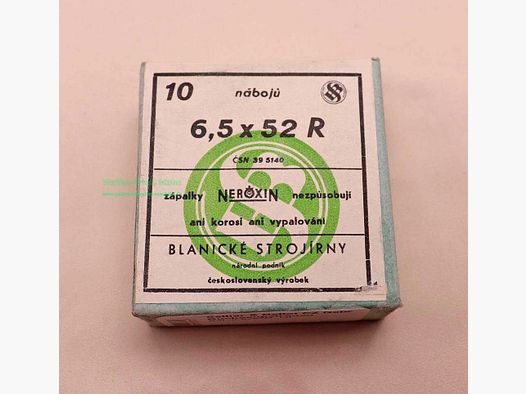 10 nábojů
6,5 x 52 R
ČSN 39 5140
zápalky NEROXIN nezpůsobují
ani korosi ani vypalování
BLANICKÉ STROJÍRNY
národní podnik
československý výrobek